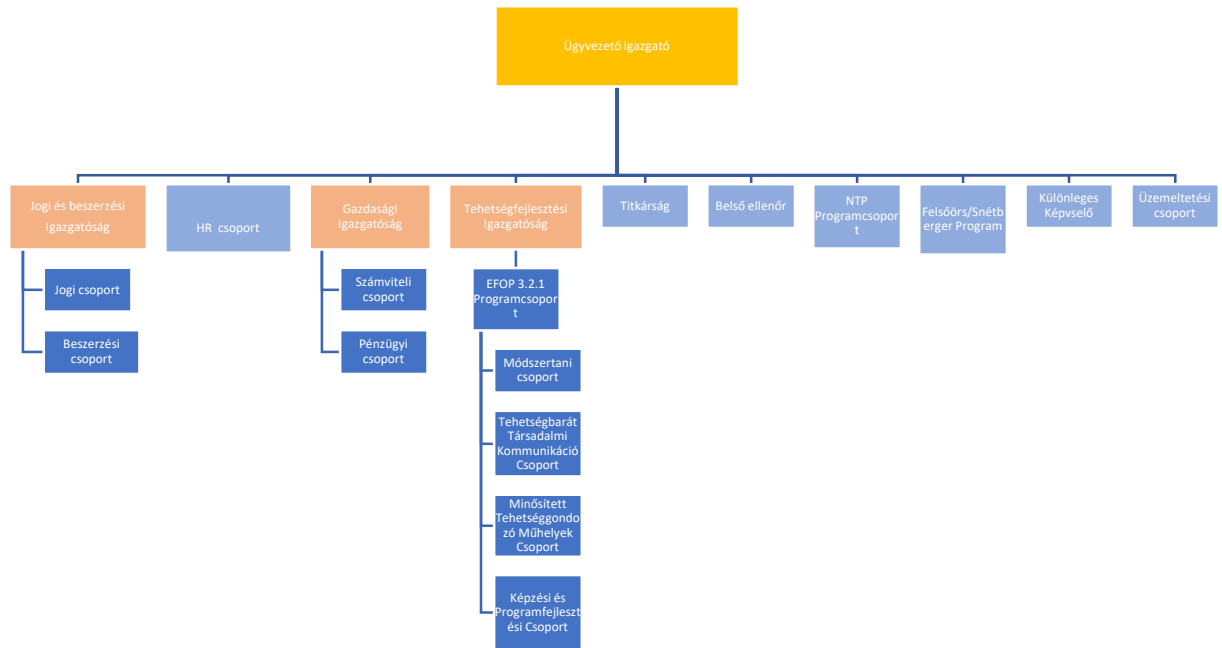 Ügyvezető Igazgató
Jogi és beszerzési
Igazgatóság
HR csoport
Gazdasági
Igazgatóság
Tehetségfejlesztési
Igazgatóság
Titkárság
Belső ellenőr
NTP
Programcsopor
t
Felsőörs/Snétb
erger Program
Különleges
Képvselő
Üzemeltetési
csoport
Jogi csoport
Beszerzési
csoport
Számviteli
csoport
Pénzügyi
csoport
EFOP 3.2.1
Programcsopor
t
Módszertani
csoport
Tehetségbarát
Társadalmi
Kommunikáció
Csoport
Minősített
Tehetséggondo
zó Műhelyek
Csoport
Képzési és
Programfejleszt
ési Csoport